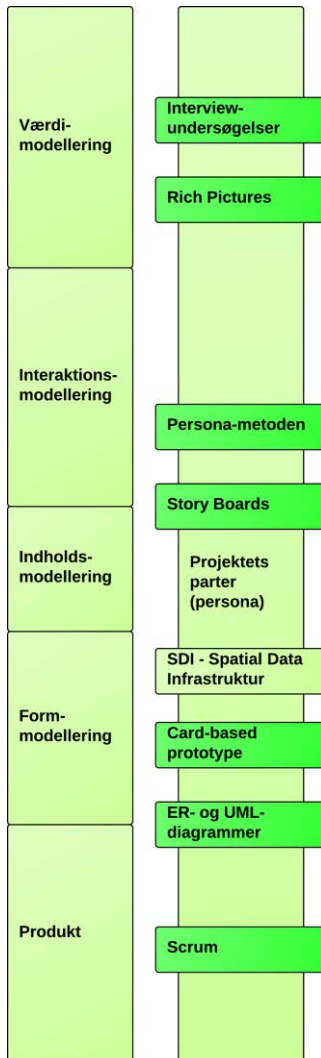 Værdi-
modellering
Interview-
undersøgelser
Rich Pictures
Interaktions-
modellering
Persona-metoden
Story Boards
Indholds-
modellering
Projektets
parter
(persona)
SDI - Spatial Data
Infrastruktur
Form-
modellering
Card-based
prototype
ER- og UML-
diagrammer
Produkt
Scrum